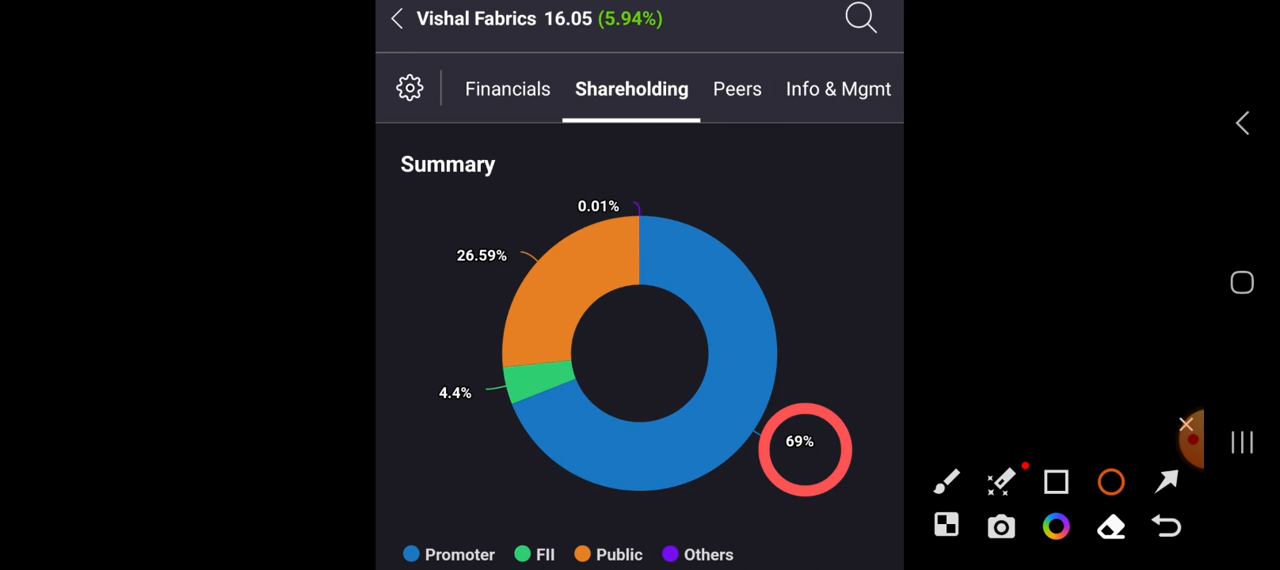 Vishal Fabrics 16.05 (5.94%)
Financials Shareholding Peers Info & Mgmt
Summary
0.01%
26.59%
4.4%
69%
Promoter FII Public Others